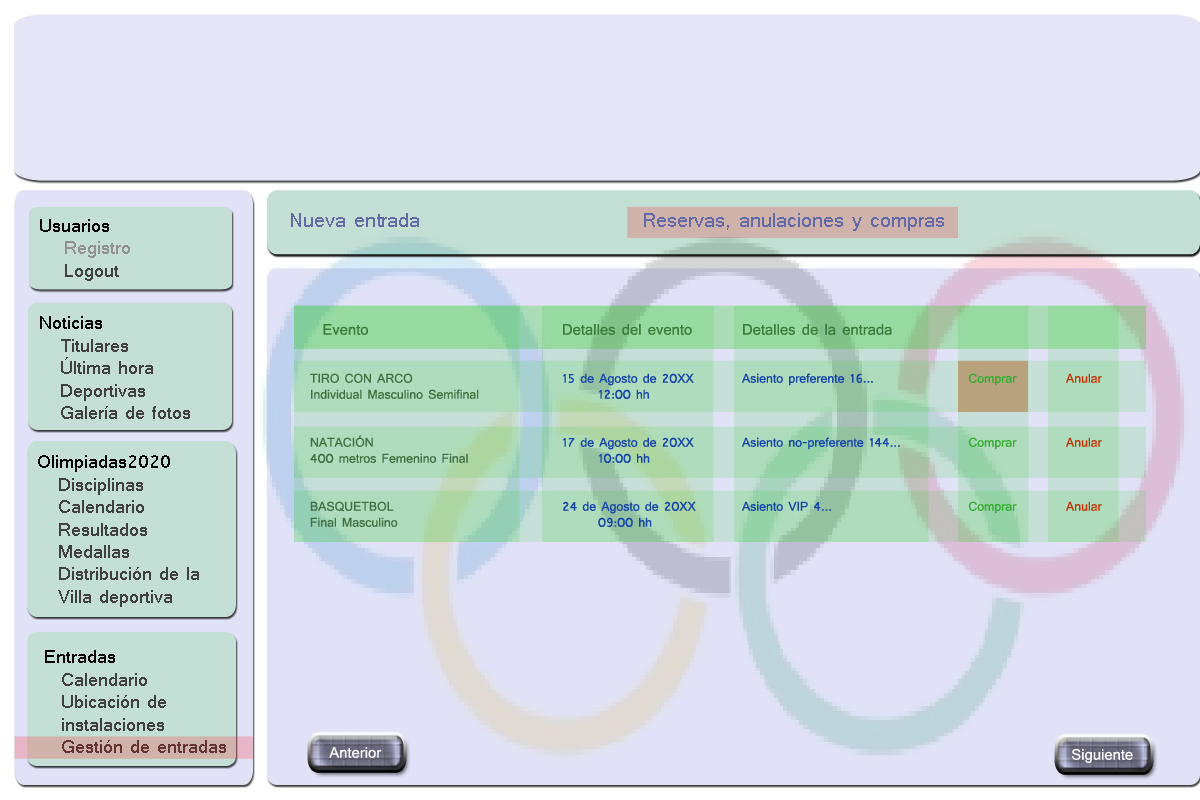 Usuarios
Registro
Logout
Noticias
Titulares
Última hora
Deportivas
Galería de fotos
Olimpiadas2020
Disciplinas
Calendario
Resultados
Medallas
Distribución de la
Villa deportiva
Entradas
Calendario
Ubicación de
instalaciones
Gestión de entradas
Nueva entrada
Reservas, anulaciones y compras
Evento
Detalles del evento
Detalles de la entrada
TIRO CON ARCO
Individual Masculino Semifinal
15 de Agosto de 20XX
12:00 hh
Asiento preferente 16...
Comprar
Anular
NATACIÓN
400 metros Femenino Final
17 de Agosto de 20XX
10:00 hh
Asiento no-preferente 144...
Comprar
Anular
BASQUETBOL
Final Masculino
24 de Agosto de 20XX
09:00 hh
Asiento VIP 4...
Comprar
Anular
Anterior
Siguiente